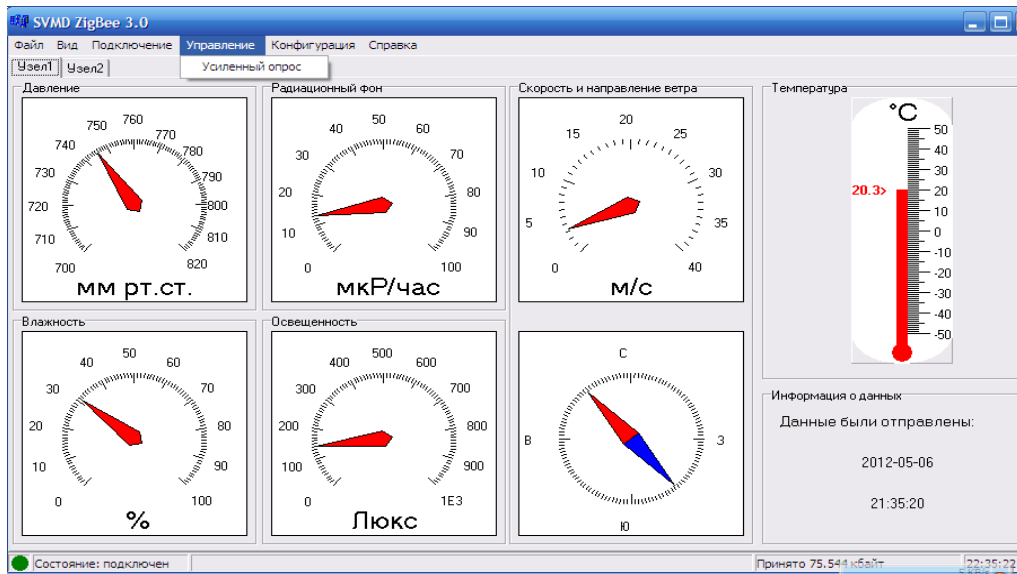 SVMD ZigBee 3.0
Файл Вид Подключение Управление Конфигурация Справка
Усиленный опрос
Узел1 Узел2
Давление
700 710 720 730 740 750 760 770 780 790 800 810 820
мм рт.ст.
Радиационный фон
0 10 20 30 40 50 60 70 80 90 100
мкР/час
Скорость и направление ветра
0 5 10 15 20 25 30 35 40
м/с
Температура
°C
50
40
30
20.3> 20
10
0
-10
-20
-30
-40
-50
Влажность
0 10 20 30 40 50 60 70 80 90 100
%
Освещенность
0 100 200 300 400 500 600 700 800 900 1E3
Люкс
С
В З
Ю
Информация о данных
Данные были отправлены:
2012-05-06
21:35:20
Состояние: подключен
Принято 75.544 кбайт
22:35:22